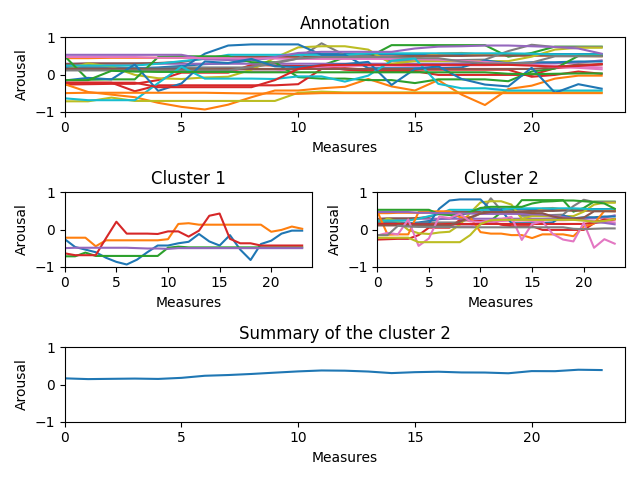 Annotation
Arousal
1
0
−1
0 5 10 15 20
Measures
Cluster 1
Cluster 2
Arousal
1
0
−1
0 5 10 15 20
Measures
Arousal
1
0
−1
0 5 10 15 20
Measures
Summary of the cluster 2
Arousal
1
0
−1
0 5 10 15 20
Measures